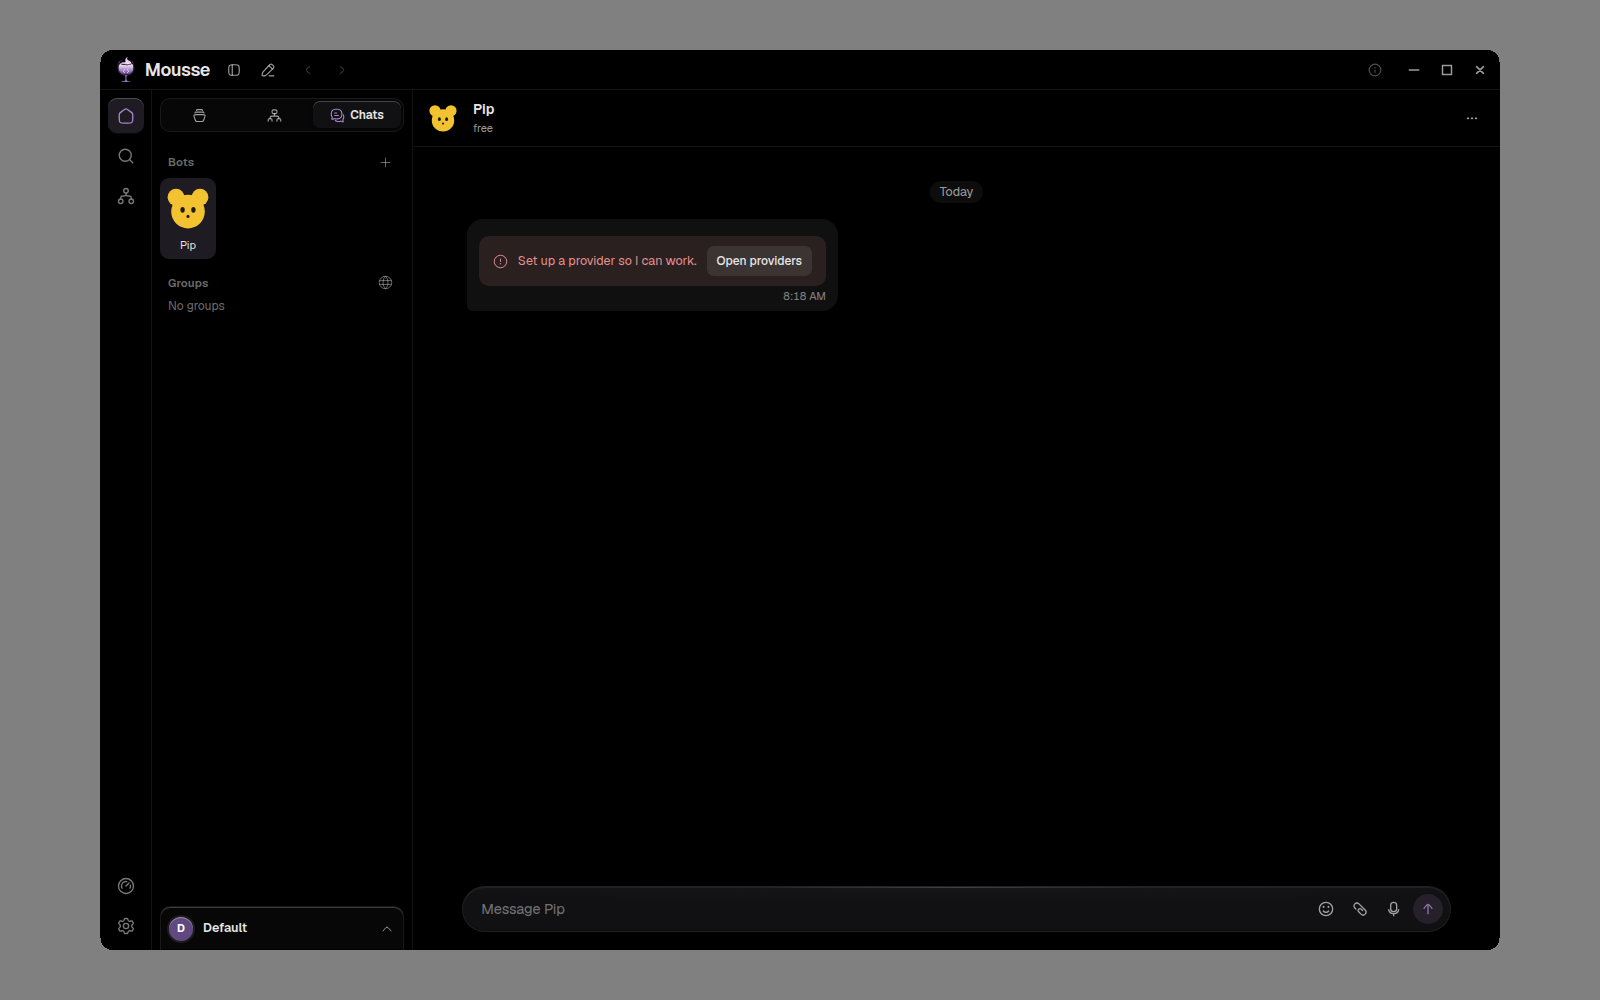 Mousse
Chats
Bots
Pip
Groups
No groups
D
Default
Pip
free
Today
Set up a provider so I can work.
Open providers
8:18 AM
Message Pip